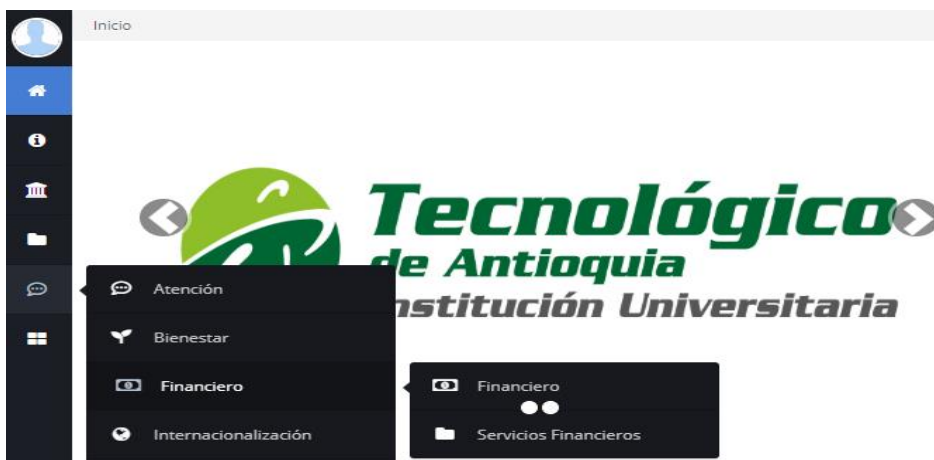 Inicio
Tecnológico
de Antioquia
nstitución Universitaria
Atención
Bienestar
Financiero
Internacionalización
Financiero
Servicios Financieros